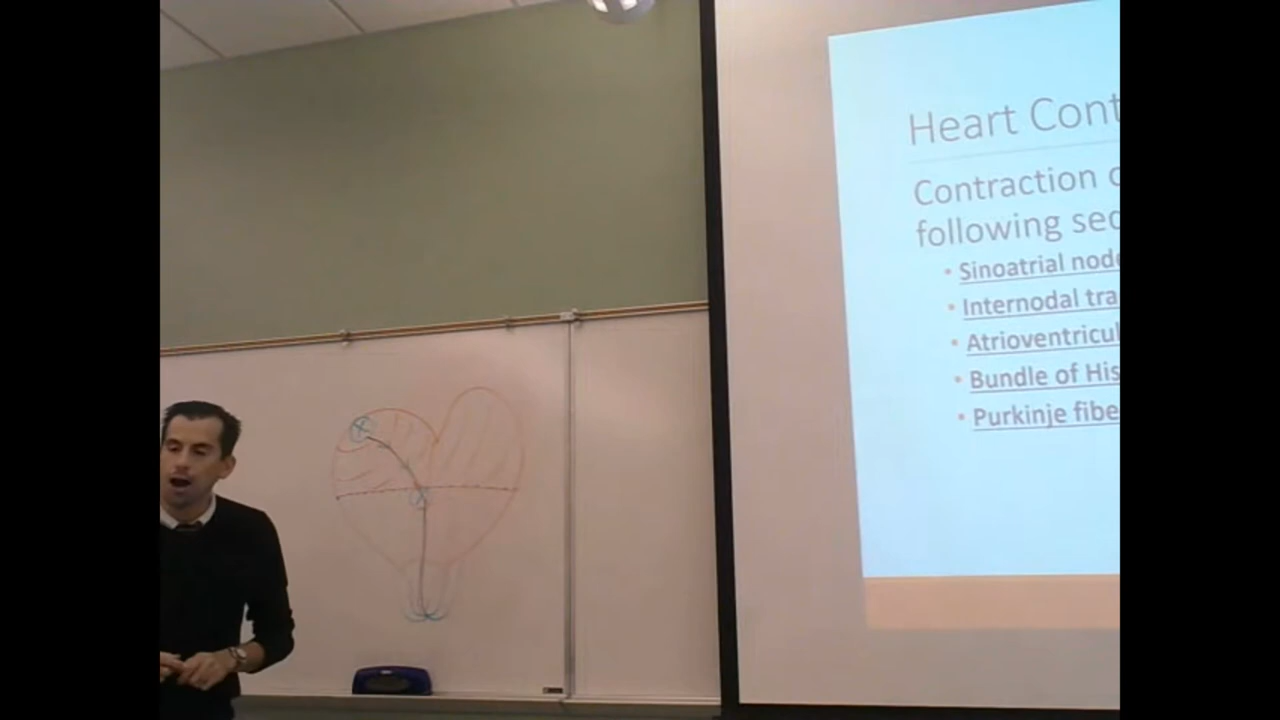 Heart Cont
Contraction
following sec
• Sinoatrial node
• Internodal tra
• Atrioventricul
• Bundle of His
• Purkinje fibe